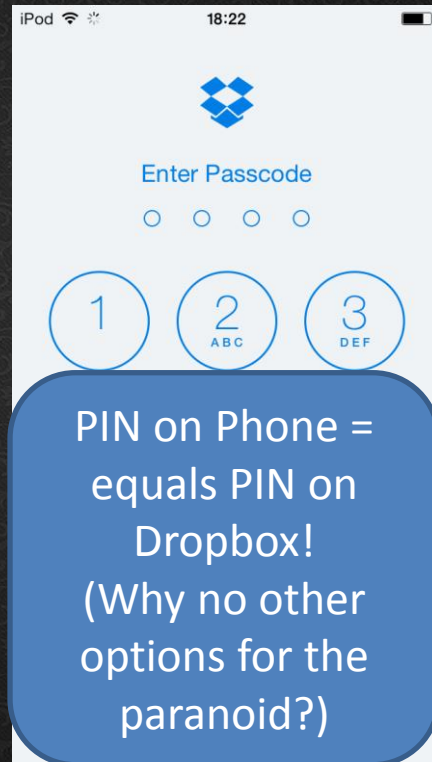 iPod 18:22
Enter Passcode
1 2 3
ABC DEF
PIN on Phone =
equals PIN on
Dropbox!
(Why no other
options for the
paranoid?)